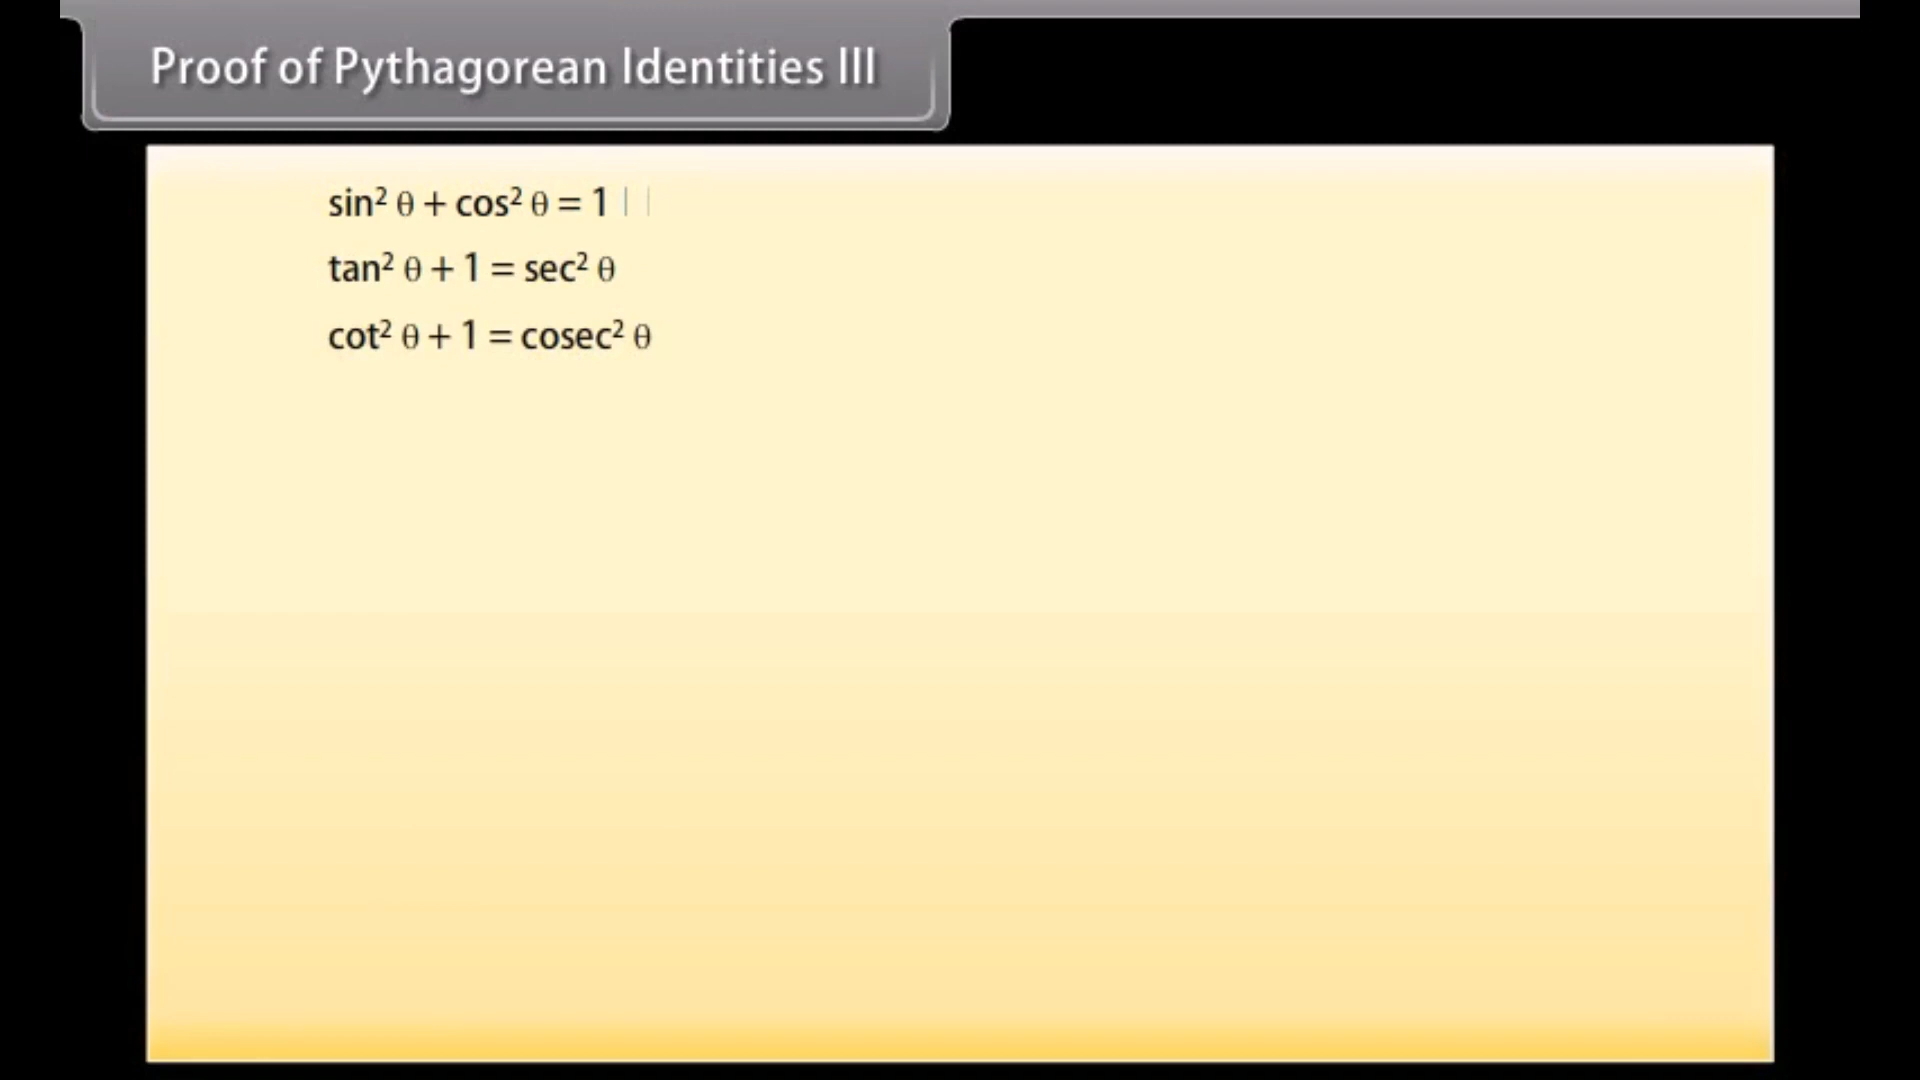 Proof of Pythagorean Identities III
sin² θ + cos² θ = 1
tan² θ + 1 = sec² θ
cot² θ + 1 = cosec² θ